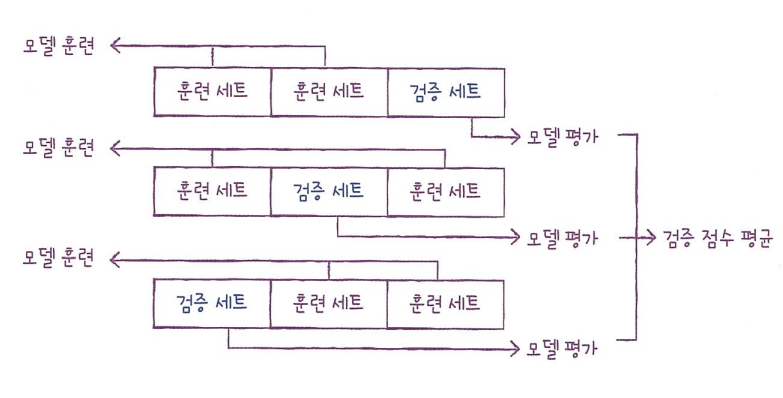 모델 훈련
훈련 세트 훈련 세트 검증 세트
모델 평가
모델 훈련
훈련 세트 검증 세트 훈련 세트
모델 평가
검증 점수 평균
모델 훈련
검증 세트 훈련 세트 훈련 세트
모델 평가